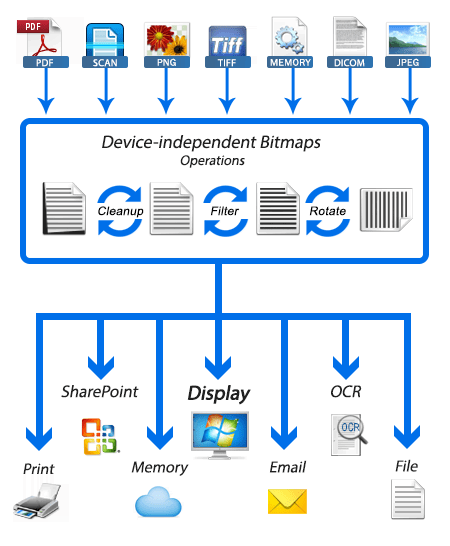 PDF
PDF
SCAN
PNG
Tiff
TIFF
MEMORY
DICOM
JPEG
Device-independent Bitmaps
Operations
Cleanup
Filter
Rotate
SharePoint
Display
OCR
OCR
Print
Memory
Email
File